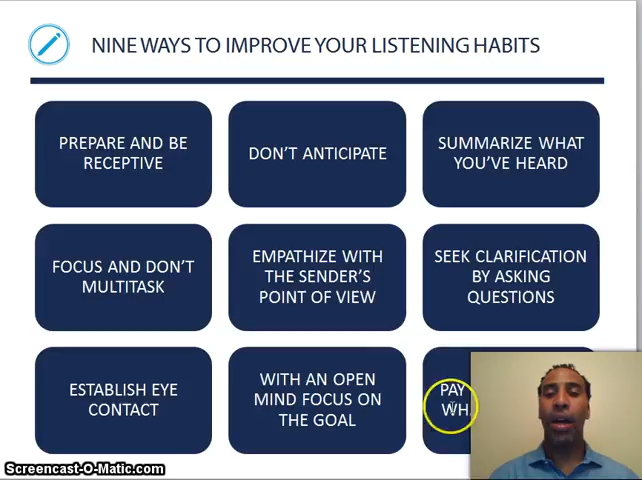 NINE WAYS TO IMPROVE YOUR LISTENING HABITS
PREPARE AND BE
RECEPTIVE
DON'T ANTICIPATE
SUMMARIZE WHAT
YOU'VE HEARD
FOCUS AND DON'T
MULTITASK
EMPATHIZE WITH
THE SENDER'S
POINT OF VIEW
SEEK CLARIFICATION
BY ASKING
QUESTIONS
ESTABLISH EYE
CONTACT
WITH AN OPEN
MIND FOCUS ON
THE GOAL
PAY
Screencast-O-Matic.com